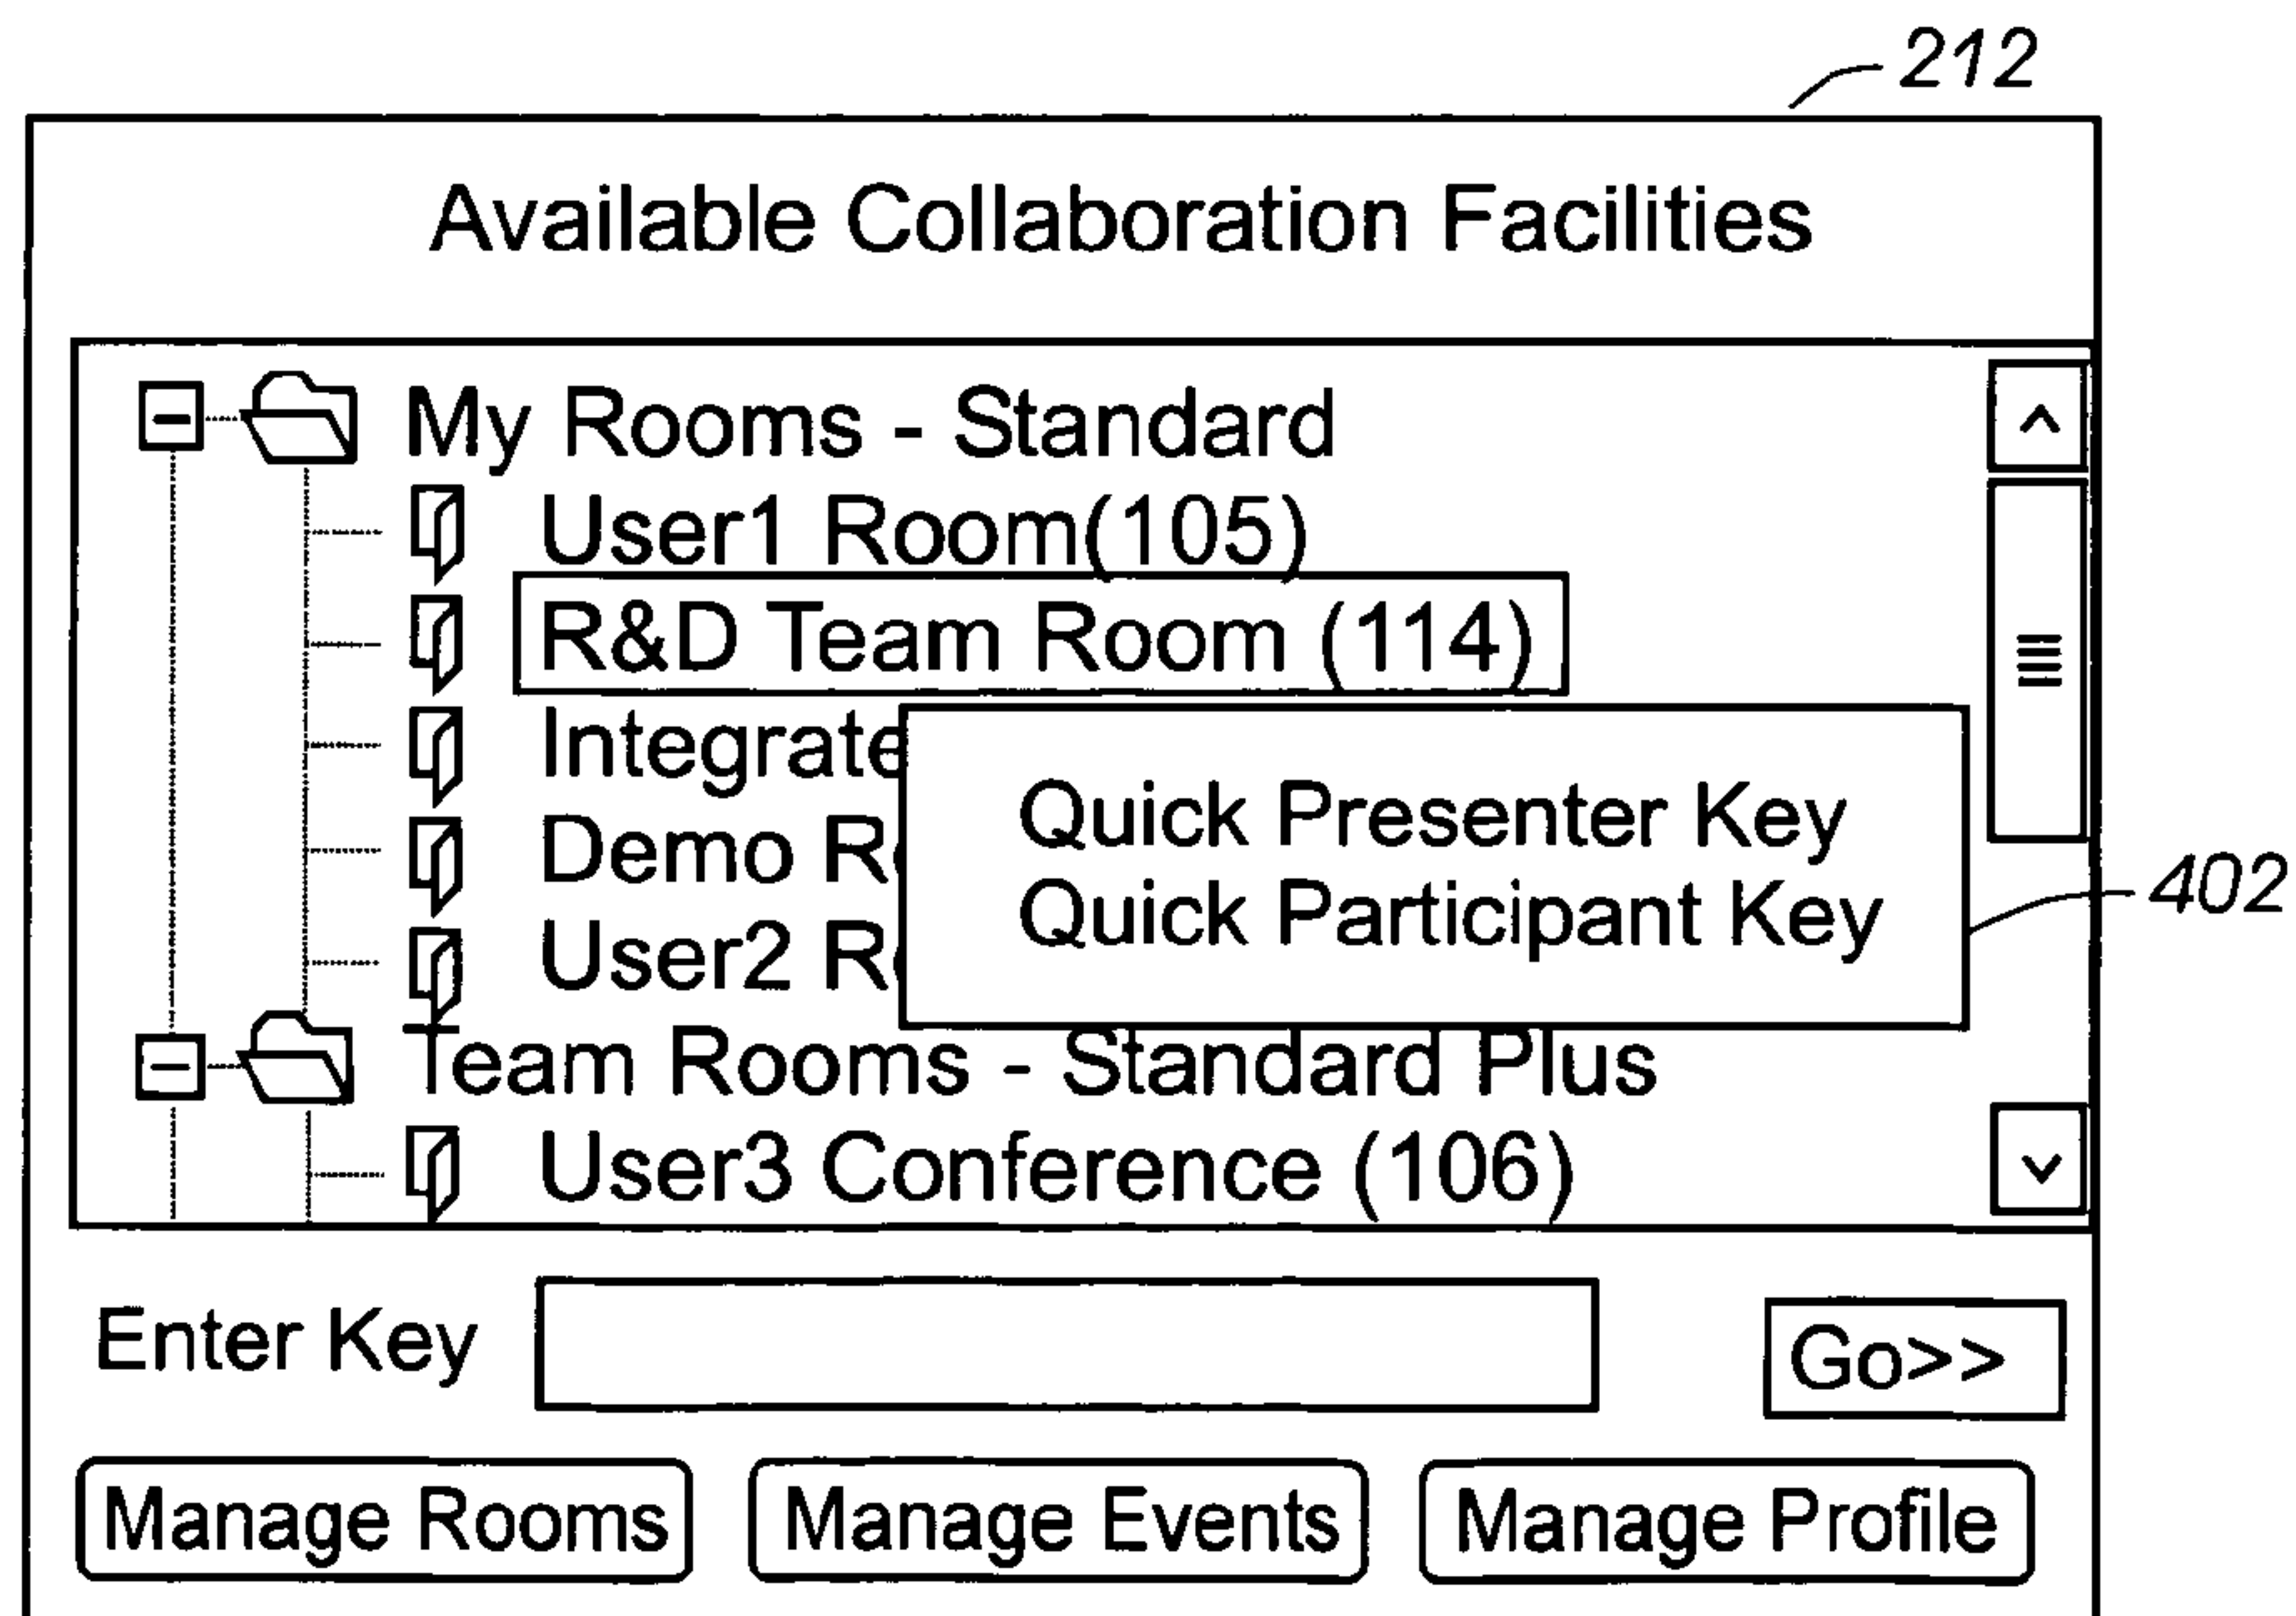 212
Available Collaboration Facilities
My Rooms - Standard
User1 Room(105)
R&D Team Room (114)
Demo
User2
Quick Presenter Key
Quick Participant Key
402
Team Rooms - Standard Plus
User3 Conference (106)
Enter Key
Go>>
Manage Rooms
Manage Events
Manage Profile